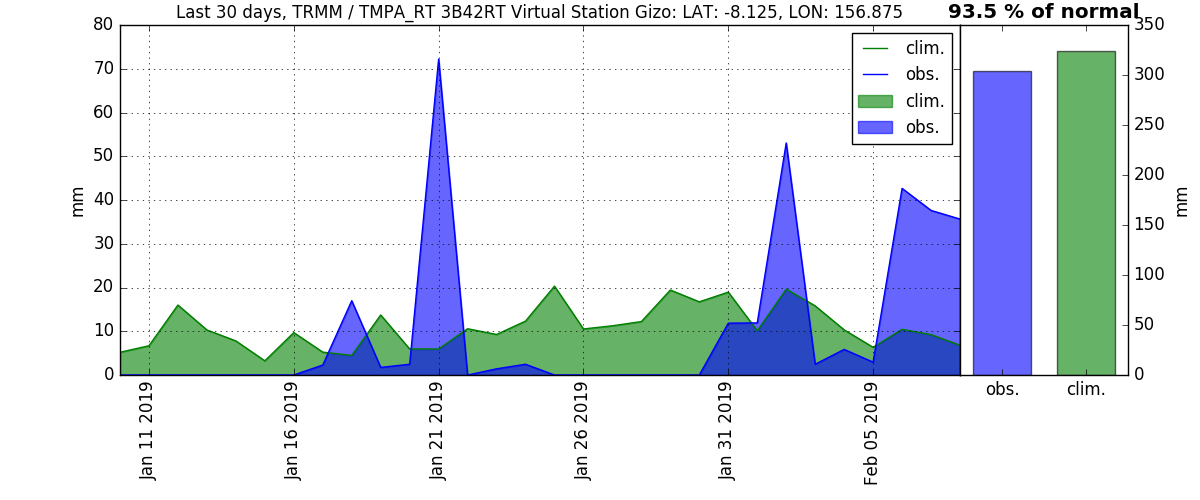 Last 30 days, TRMM / TMPA_RT 3B42RT Virtual Station Gizo: LAT: -8.125, LON: 156.875
93.5 % of normal
80
70
60
50
40
30
20
10
0
mm
clim.
obs.
clim.
obs.
Jan 11 2019
Jan 16 2019
Jan 21 2019
Jan 26 2019
Jan 31 2019
Feb 05 2019
350
300
250
200
150
100
50
0
mm
obs.
clim.